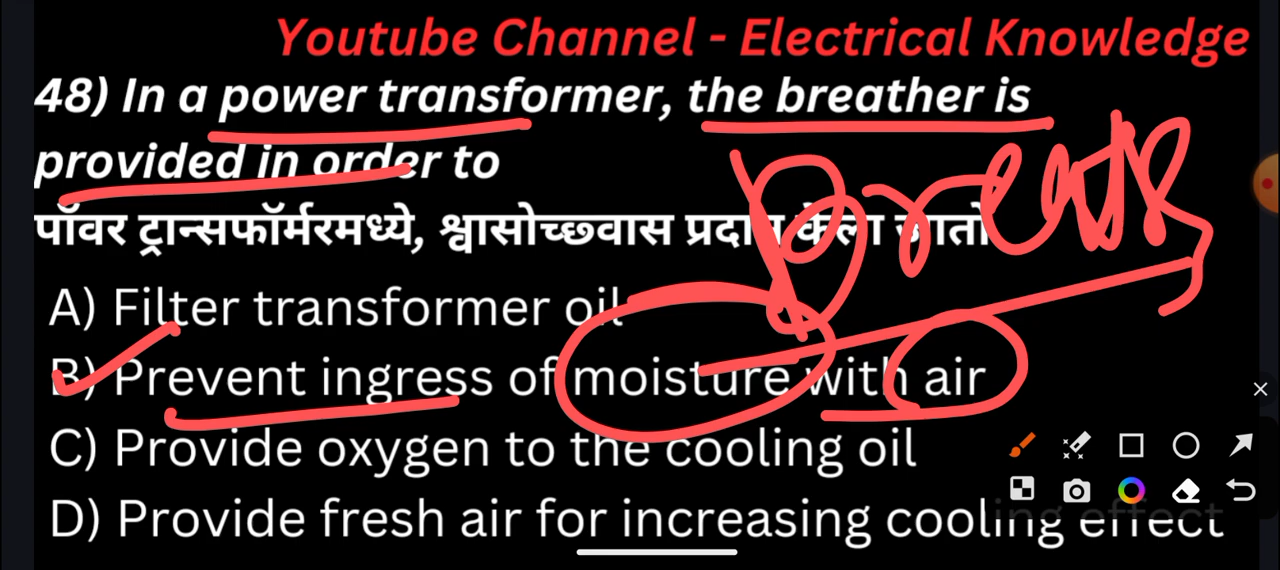 Youtube Channel - Electrical Knowledge
48) In a power transformer, the breather is
provided in order to
पॉवर ट्रान्सफॉर्मरमध्ये, श्वासोच्छ्वास प्रदान केला जातो
A) Filter transformer oil
B) Prevent ingress of moisture with air
C) Provide oxygen to the cooling oil
D) Provide fresh air for increasing cooling effect